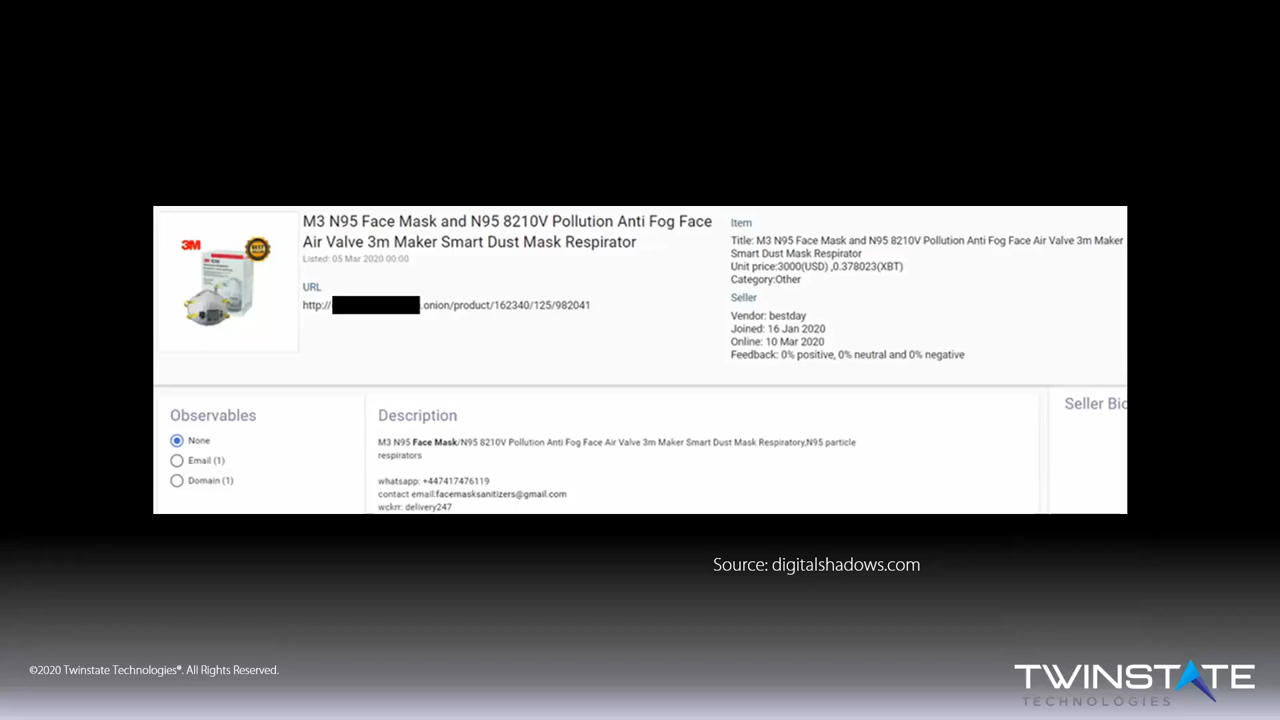 3M
M3 N95 Face Mask and N95 8210V Pollution Anti Fog Face
Air Valve 3m Maker Smart Dust Mask Respirator
Listed: 05 Mar 2020 00:00
URL
http://
.onion/product/162340/125/982041
Item
Title: M3 N95 Face Mask and N95 8210V Pollution Anti Fog Face Air Valve 3m Maker
Smart Dust Mask Respirator
Unit price:3000(USD) ,0.378023(XBT)
Category:Other
Seller
Vendor: bestday
Joined: 16 Jan 2020
Online: 10 Mar 2020
Feedback: 0% positive, 0% neutral and 0% negative
Observables
None
Email (1)
Domain (1)
Description
M3 N95 Face Mask/N95 8210V Pollution Anti Fog Face Air Valve 3m Maker Smart Dust Mask Respiratory,N95 particle
respirators
whatsapp: +447417476119
contact email:facemasksanitizers@gmail.com
wckrr: delivery247
Seller Bio
Source: digitalshadows.com
©2020 Twinstate Technologies®. All Rights Reserved.
TWINSTATE
TECHNOLOGIES